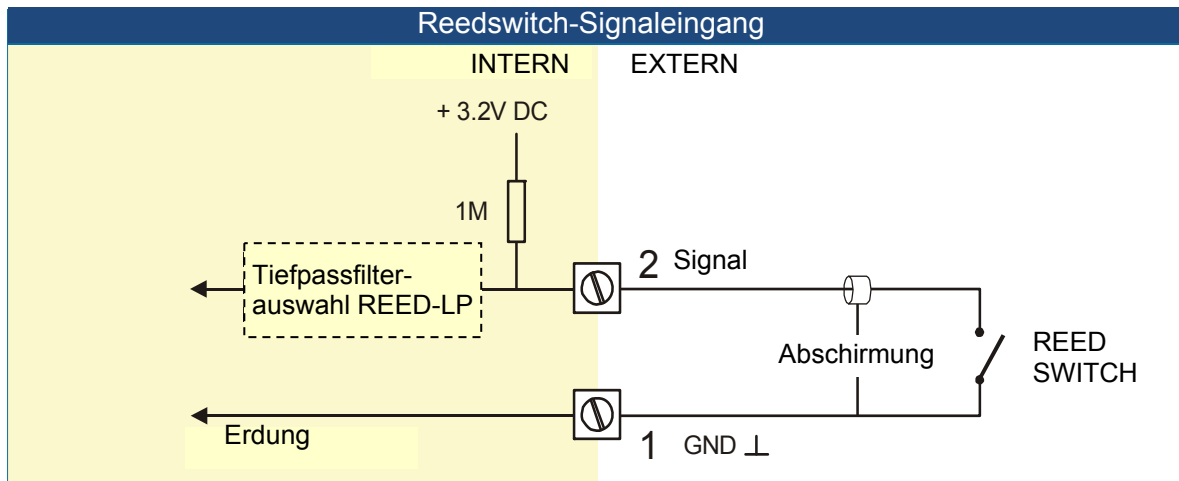 Reedswitch-Signaleingang
INTERN
EXTERN
+ 3.2V DC
1M
Tiefpassfilter-
auswahl REED-LP
2 Signal
Abschirmung
REED
SWITCH
Erdung
1 GND ⊥